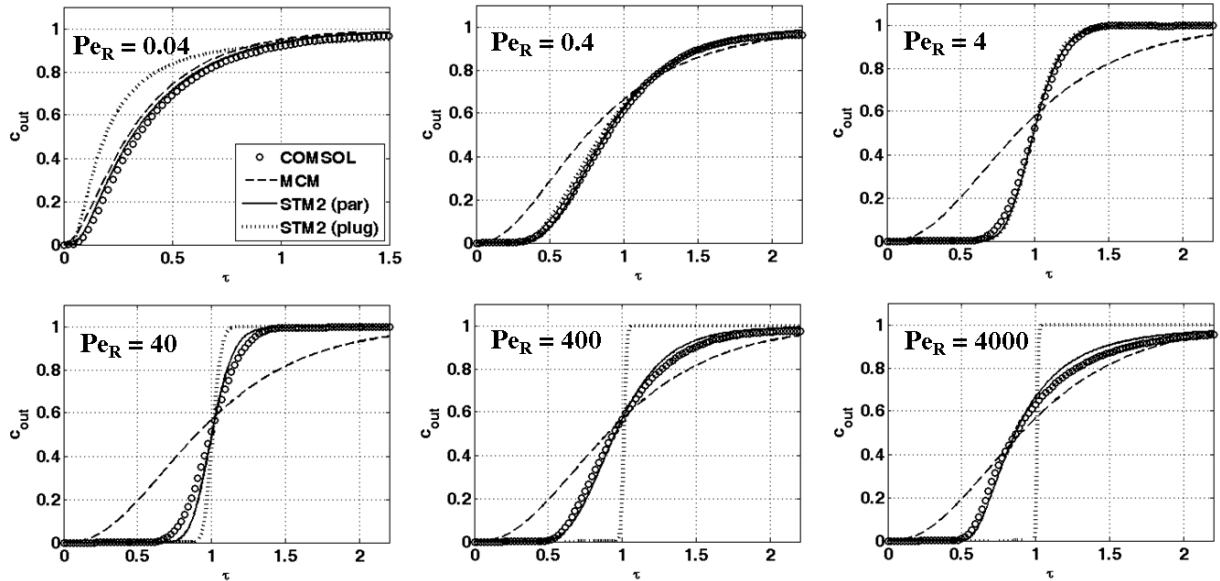 Pe_R = 0.04
c_out
1
0.8
0.6
0.4
0.2
0
0 0.5 1 1.5
τ
COMSOL
MCM
STM2 (par)
STM2 (plug)
Pe_R = 0.4
c_out
1
0.8
0.6
0.4
0.2
0
0 0.5 1 1.5 2
τ
Pe_R = 4
c_out
1
0.8
0.6
0.4
0.2
0
0 0.5 1 1.5 2
τ
Pe_R = 40
c_out
1
0.8
0.6
0.4
0.2
0
0 0.5 1 1.5 2
τ
Pe_R = 400
c_out
1
0.8
0.6
0.4
0.2
0
0 0.5 1 1.5 2
τ
Pe_R = 4000
c_out
1
0.8
0.6
0.4
0.2
0
0 0.5 1 1.5 2
τ